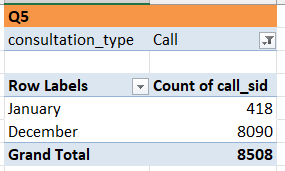 Q5
consultation_type Call
Row Labels Count of call_sid
January 418
December 8090
Grand Total 8508